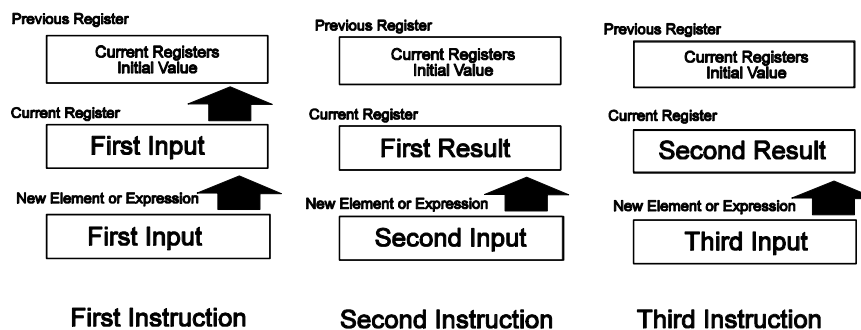 Previous Register
Current Registers
Initial Value
Current Register
First Input
New Element or Expression
First Input
First Instruction
Previous Register
Current Registers
Initial Value
Current Register
First Result
New Element or Expression
Second Input
Second Instruction
Previous Register
Current Registers
Initial Value
Current Register
Second Result
New Element or Expression
Third Input
Third Instruction